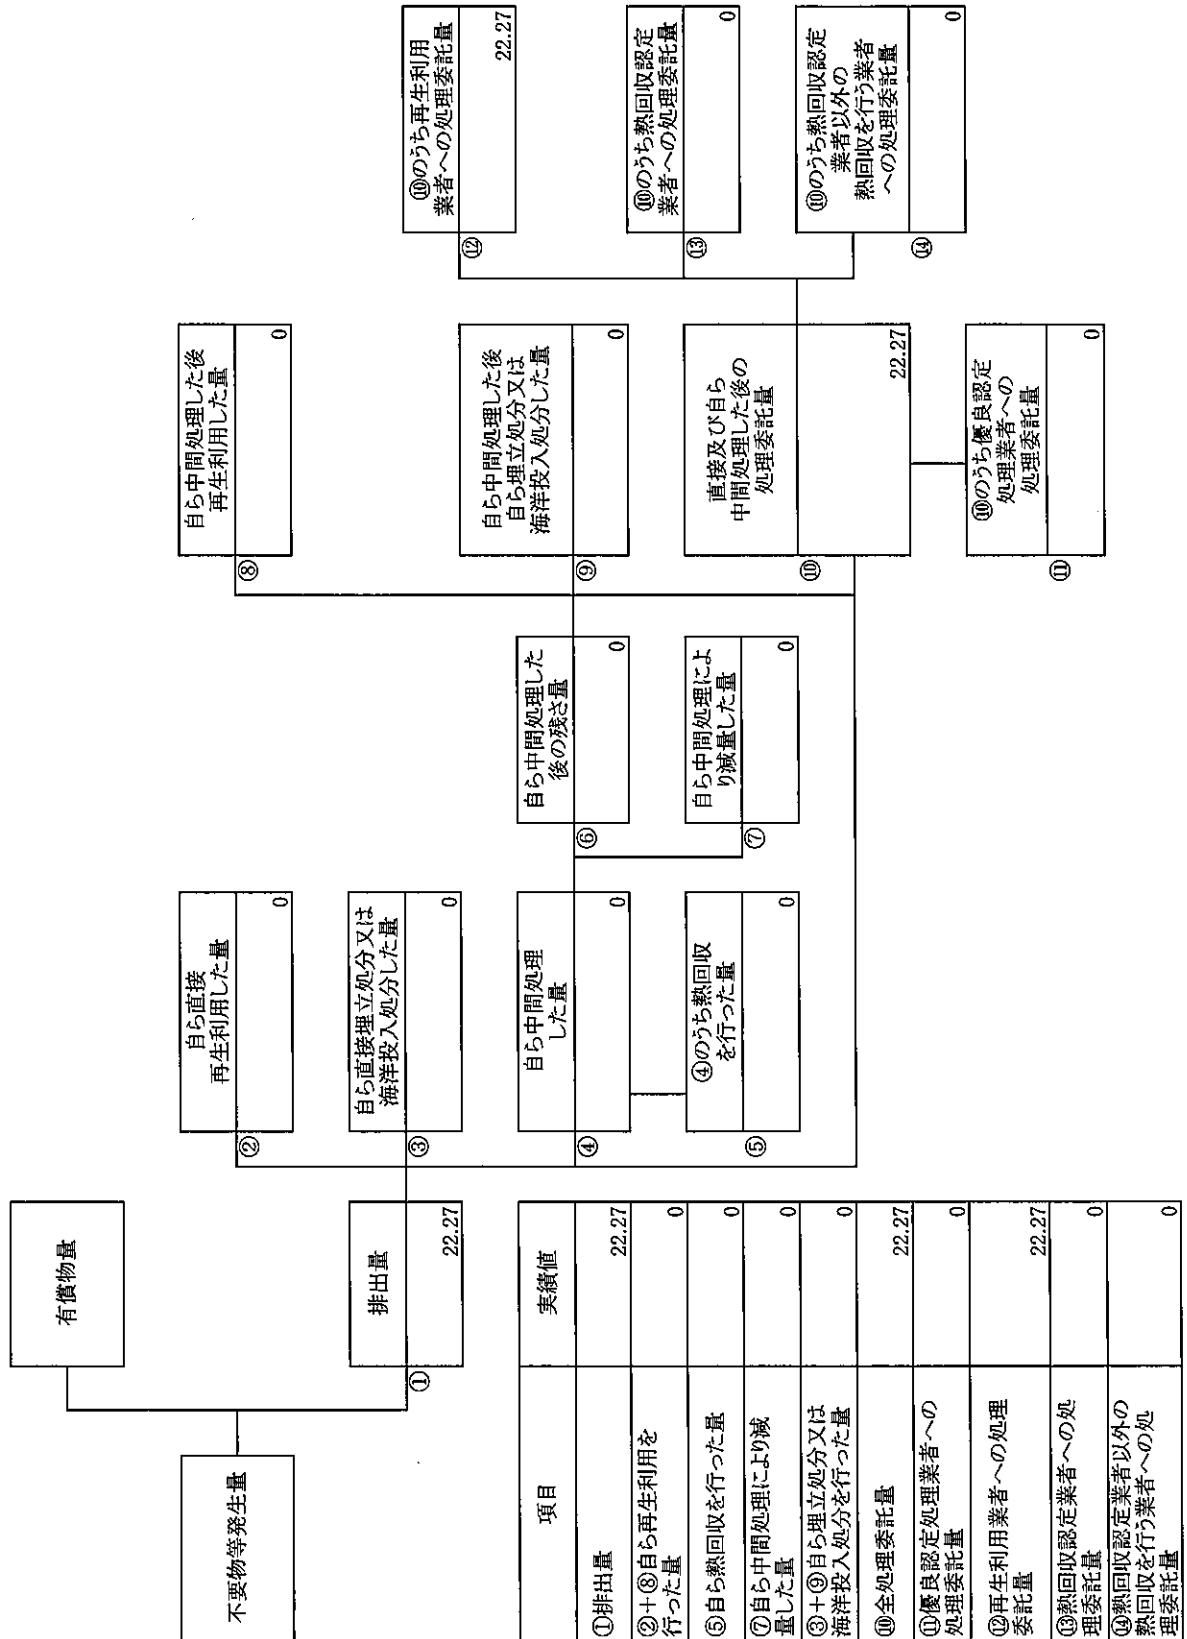 不要物等発生量
有償物量
①
排出量
22.27
②
自ら直接
再生利用した量
0
③
自ら直接埋立処分又は
海洋投入処分した量
0
④
自ら中間処理
した量
0
⑤
④のうち熱回収
を行った量
0
⑥
自ら中間処理した
後の残さ量
0
⑦
自ら中間処理によ
り減量した量
0
⑧
自ら中間処理した後
再生利用した量
0
⑨
自ら中間処理した後
自ら埋立処分又は
海洋投入処分した量
0
⑩
直接及び自ら
中間処理した後の
処理委託量
22.27
⑪
⑩のうち優良認定
処理業者への
処理委託量
0
⑫
⑩のうち再生利用
業者への処理委託量
22.27
⑬
⑩のうち熱回収認定
業者への処理委託量
0
⑭
⑩のうち熱回収認定
業者以外の
熱回収を行う業者
への処理委託量
0
項目
実績値
①排出量
22.27
②+⑧自ら再生利用を
行った量
0
⑤自ら熱回収を行った量
0
⑦自ら中間処理により減
量した量
0
③+⑨自ら埋立処分又は
海洋投入処分を行った量
0
⑩全処理委託量
22.27
⑪優良認定処理業者への
処理委託量
0
⑫再生利用業者への処理
委託量
22.27
⑬熱回収認定業者への処
理委託量
0
⑭熱回収認定業者以外の
熱回収を行う業者への処
理委託量
0